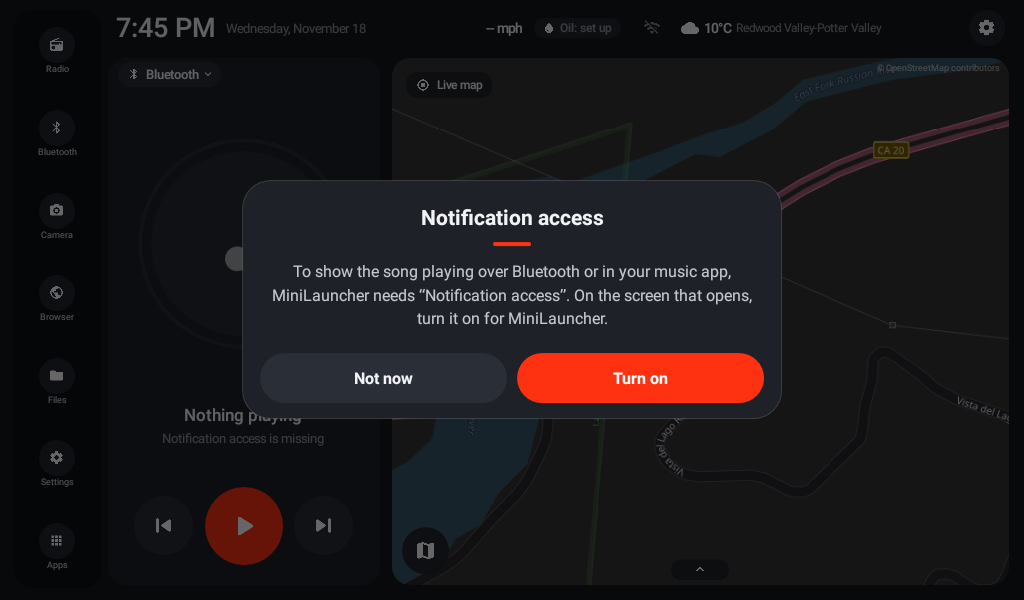 7:45 PM
Wednesday, November 18
– mph
Oil: set up
10°C
Redwood Valley-Potter Valley
Radio
Bluetooth
Camera
Browser
Files
Settings
Apps
Bluetooth
Live map
© OpenStreetMap contributors
East Fork Russian
CA 20
Notification access
To show the song playing over Bluetooth or in your music app,
MiniLauncher needs “Notification access”. On the screen that opens,
turn it on for MiniLauncher.
Not now
Turn on
Nothing playing
Notification access is missing
Vista del Lago
Vista del Lag